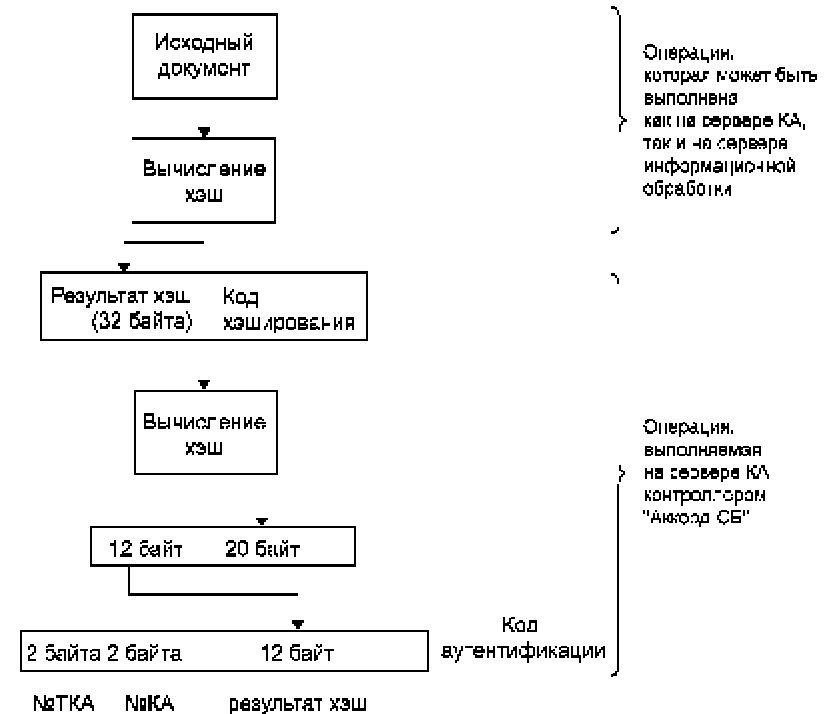 Исходный
документ
Операции,
которая может быть
выполнена
как на сервере КА,
так и на сервере
информационной
обработки
Вычисление
хэш
Результат хэш Код
(32 байта) хэширования
Вычисление
хэш
Операции,
выполняемая
на сервере КА
контроллером
"Аккорд СБ"
12 байт 20 байт
2 байта 2 байта 12 байт
Код
аутентификации
№ТКА №КА результат хэш